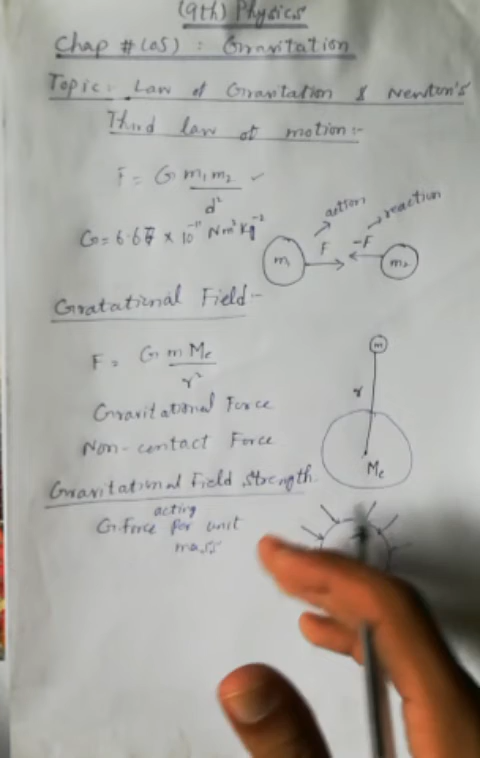 (9th) Physics
Chap # (05) : Gravitation
Topic: Law of Gravitation & Newton's
Third law of motion:-
F = G m₁m₂ / d²
G = 6.67 × 10⁻¹¹ Nm²Kg⁻²
action
reaction
F
-F
m₁
m₂
Gratational Field:-
F = G m Me / r²
m
r
Me
Gravitational Force
Non-contact Force
Gravitational Field Strength
acting
G. Force per unit
mass